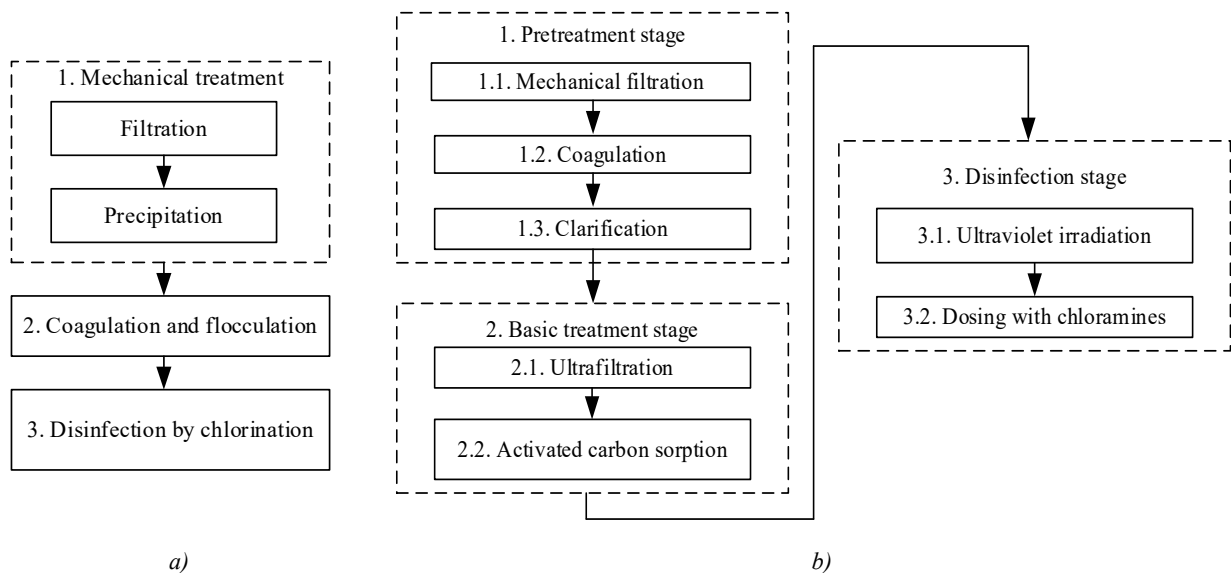 1. Mechanical treatment
Filtration
Precipitation
2. Coagulation and flocculation
3. Disinfection by chlorination
a)
1. Pretreatment stage
1.1. Mechanical filtration
1.2. Coagulation
1.3. Clarification
2. Basic treatment stage
2.1. Ultrafiltration
2.2. Activated carbon sorption
3. Disinfection stage
3.1. Ultraviolet irradiation
3.2. Dosing with chloramines
b)